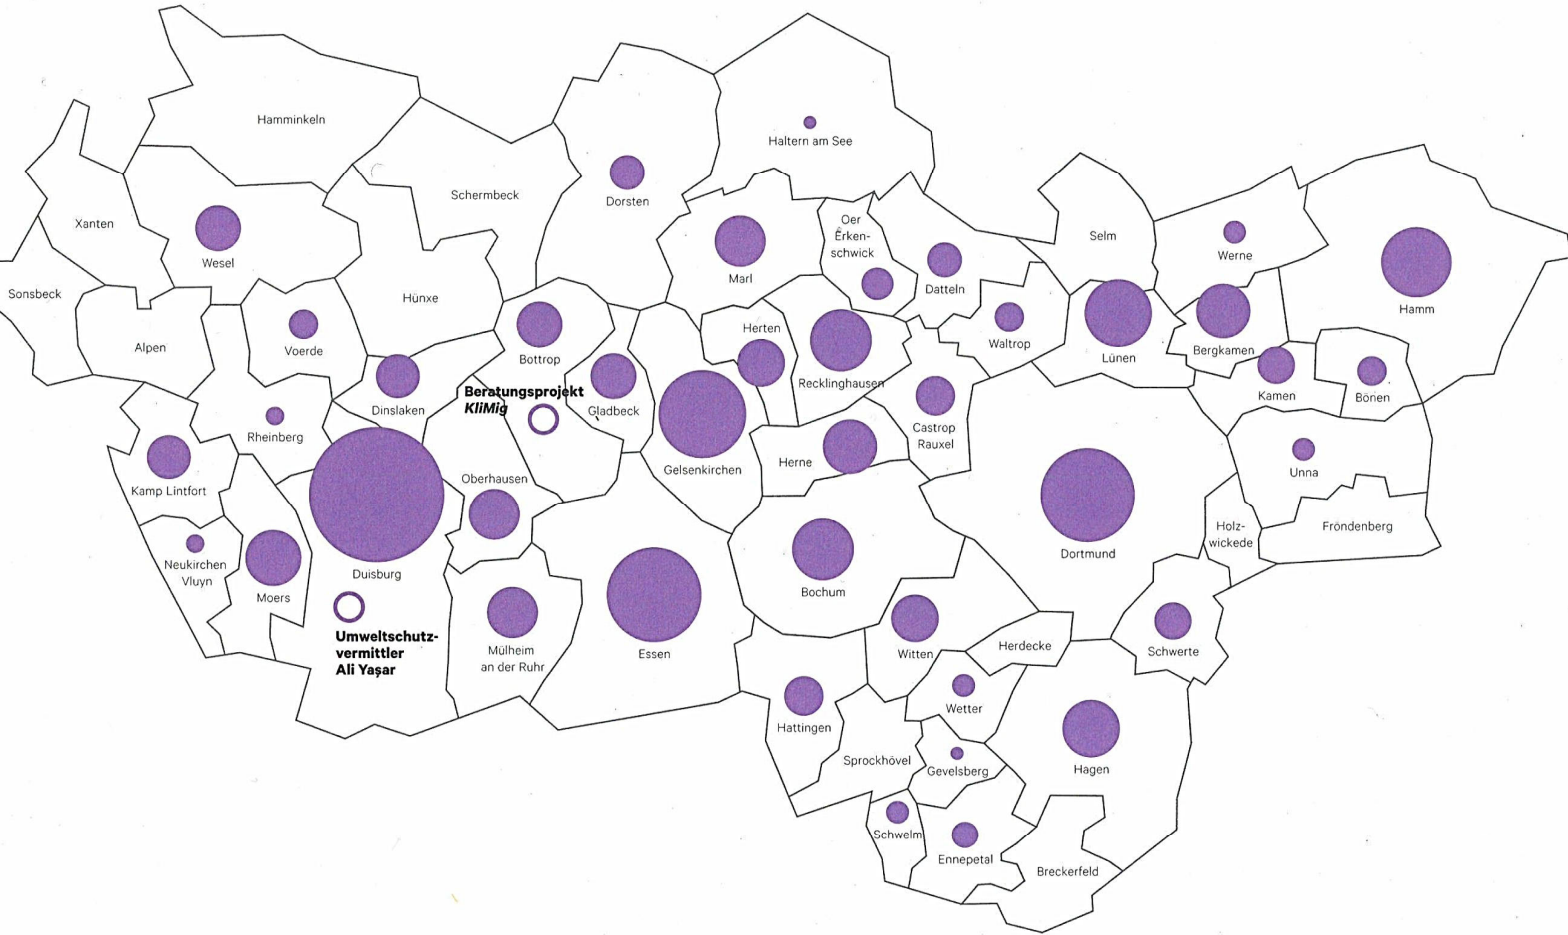 Hamminkeln
Haltern am See
Schermbeck
Dorsten
Xanten
Wesel
Marl
Oer
Erken-
schwick
Datteln
Selm
Werne
Hamm
Sonsbeck
Hünxe
Alpen
Voerde
Bottrop
Herten
Waltrop
Lünen
Bergkamen
Recklinghausen
Kamen
Bönen
Dinslaken
Beratungsprojekt
KliMig
Gladbeck
Rheinberg
Castrop
Rauxel
Gelsenkirchen
Herne
Unna
Kamp Lintfort
Oberhausen
Holz-
wickede
Fröndenberg
Dortmund
Neukirchen
Vluyn
Duisburg
Moers
Bochum
Umweltschutz-
vermittler
Ali Yaşar
Mülheim
an der Ruhr
Essen
Witten
Herdecke
Schwerte
Wetter
Hattingen
Sprockhövel
Gevelsberg
Hagen
Schwelm
Ennepetal
Breckerfeld